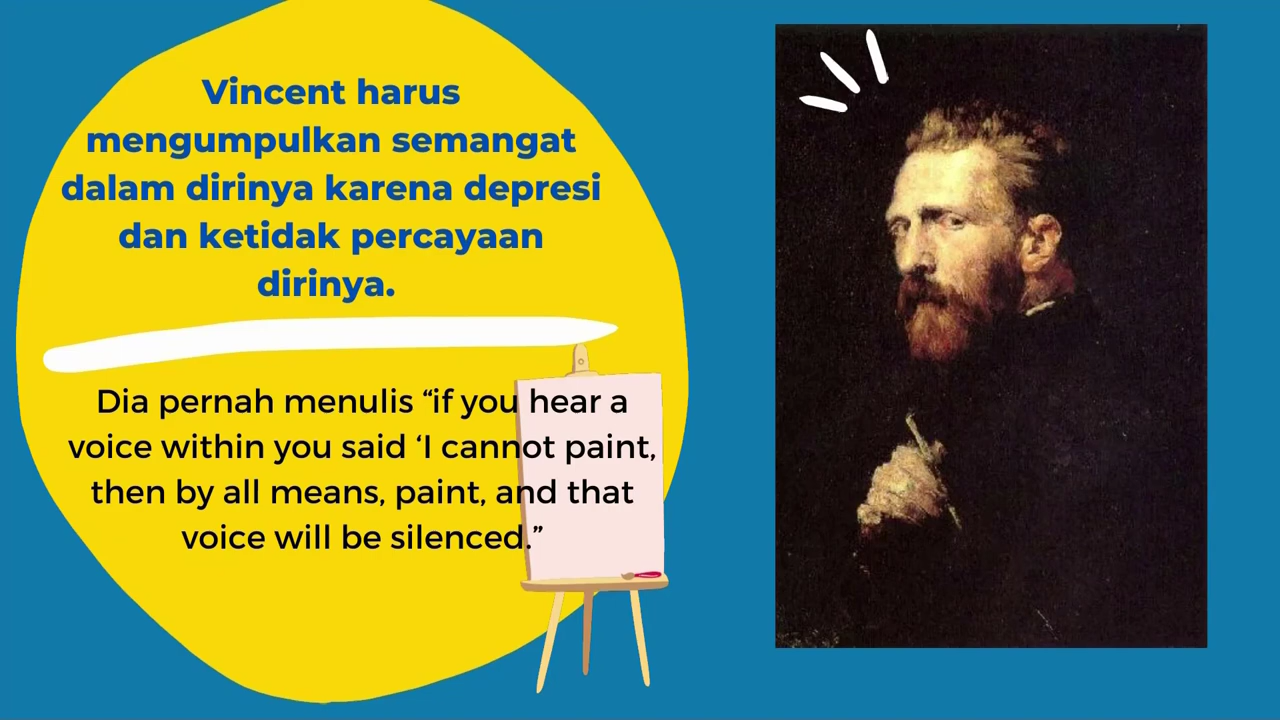 Vincent harus
mengumpulkan semangat
dalam dirinya karena depresi
dan ketidak percayaan
dirinya.
Dia pernah menulis “if you hear a
voice within you said ‘I cannot paint,
then by all means, paint, and that
voice will be silenced.”